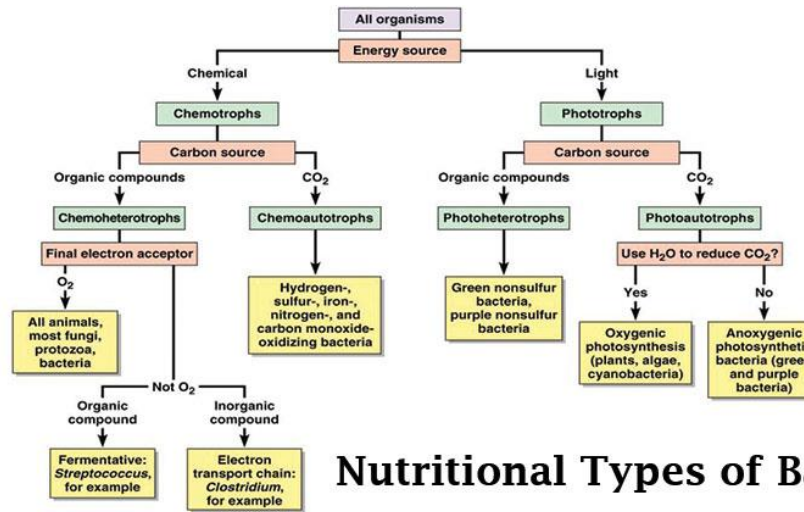 All organisms
Energy source
Chemical
Light
Chemotrophs
Phototrophs
Carbon source
Carbon source
Organic compounds
CO₂
Organic compounds
CO₂
Chemoheterotrophs
Chemoautotrophs
Photoheterotrophs
Photoautotrophs
Final electron acceptor
Use H₂O to reduce CO₂?
O₂
Yes
No
All animals,
most fungi,
protozoa,
bacteria
Hydrogen-,
sulfur-, iron-,
nitrogen-, and
carbon monoxide-
oxidizing bacteria
Green nonsulfur
bacteria,
purple nonsulfur
bacteria
Oxygenic
photosynthesis
(plants, algae,
cyanobacteria)
Anoxygenic
photosyntheti
bacteria (gree
and purple
bacteria)
Not O₂
Organic
compound
Inorganic
compound
Fermentative:
Streptococcus,
for example
Electron
transport chain:
Clostridium,
for example
Nutritional Types of Ba